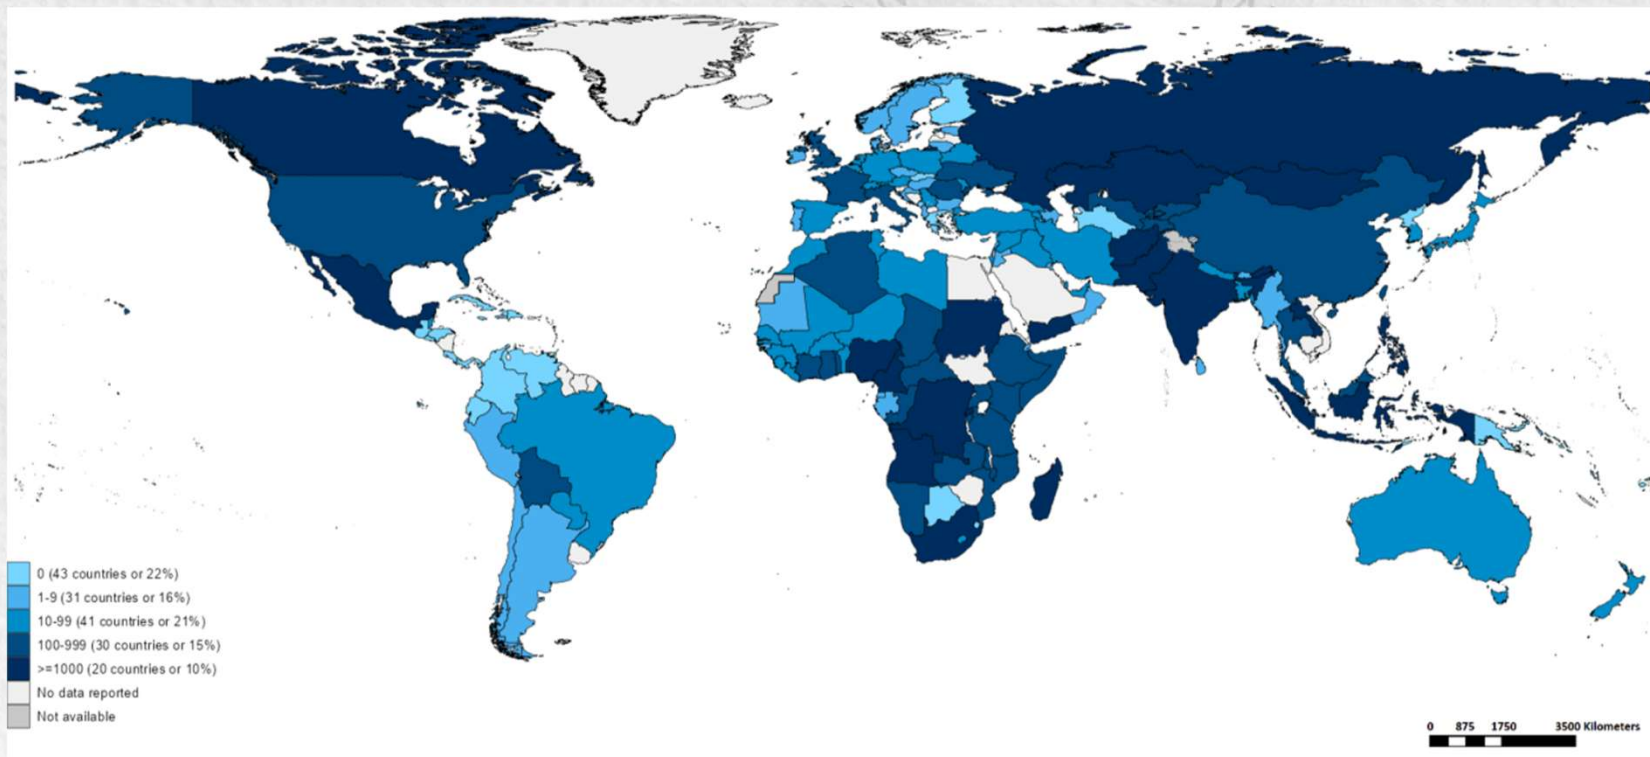 0 (43 countries or 22%)
1-9 (31 countries or 16%)
10-99 (41 countries or 21%)
100-999 (30 countries or 15%)
>=1000 (20 countries or 10%)
No data reported
Not available
0 875 1750 3500 Kilometers